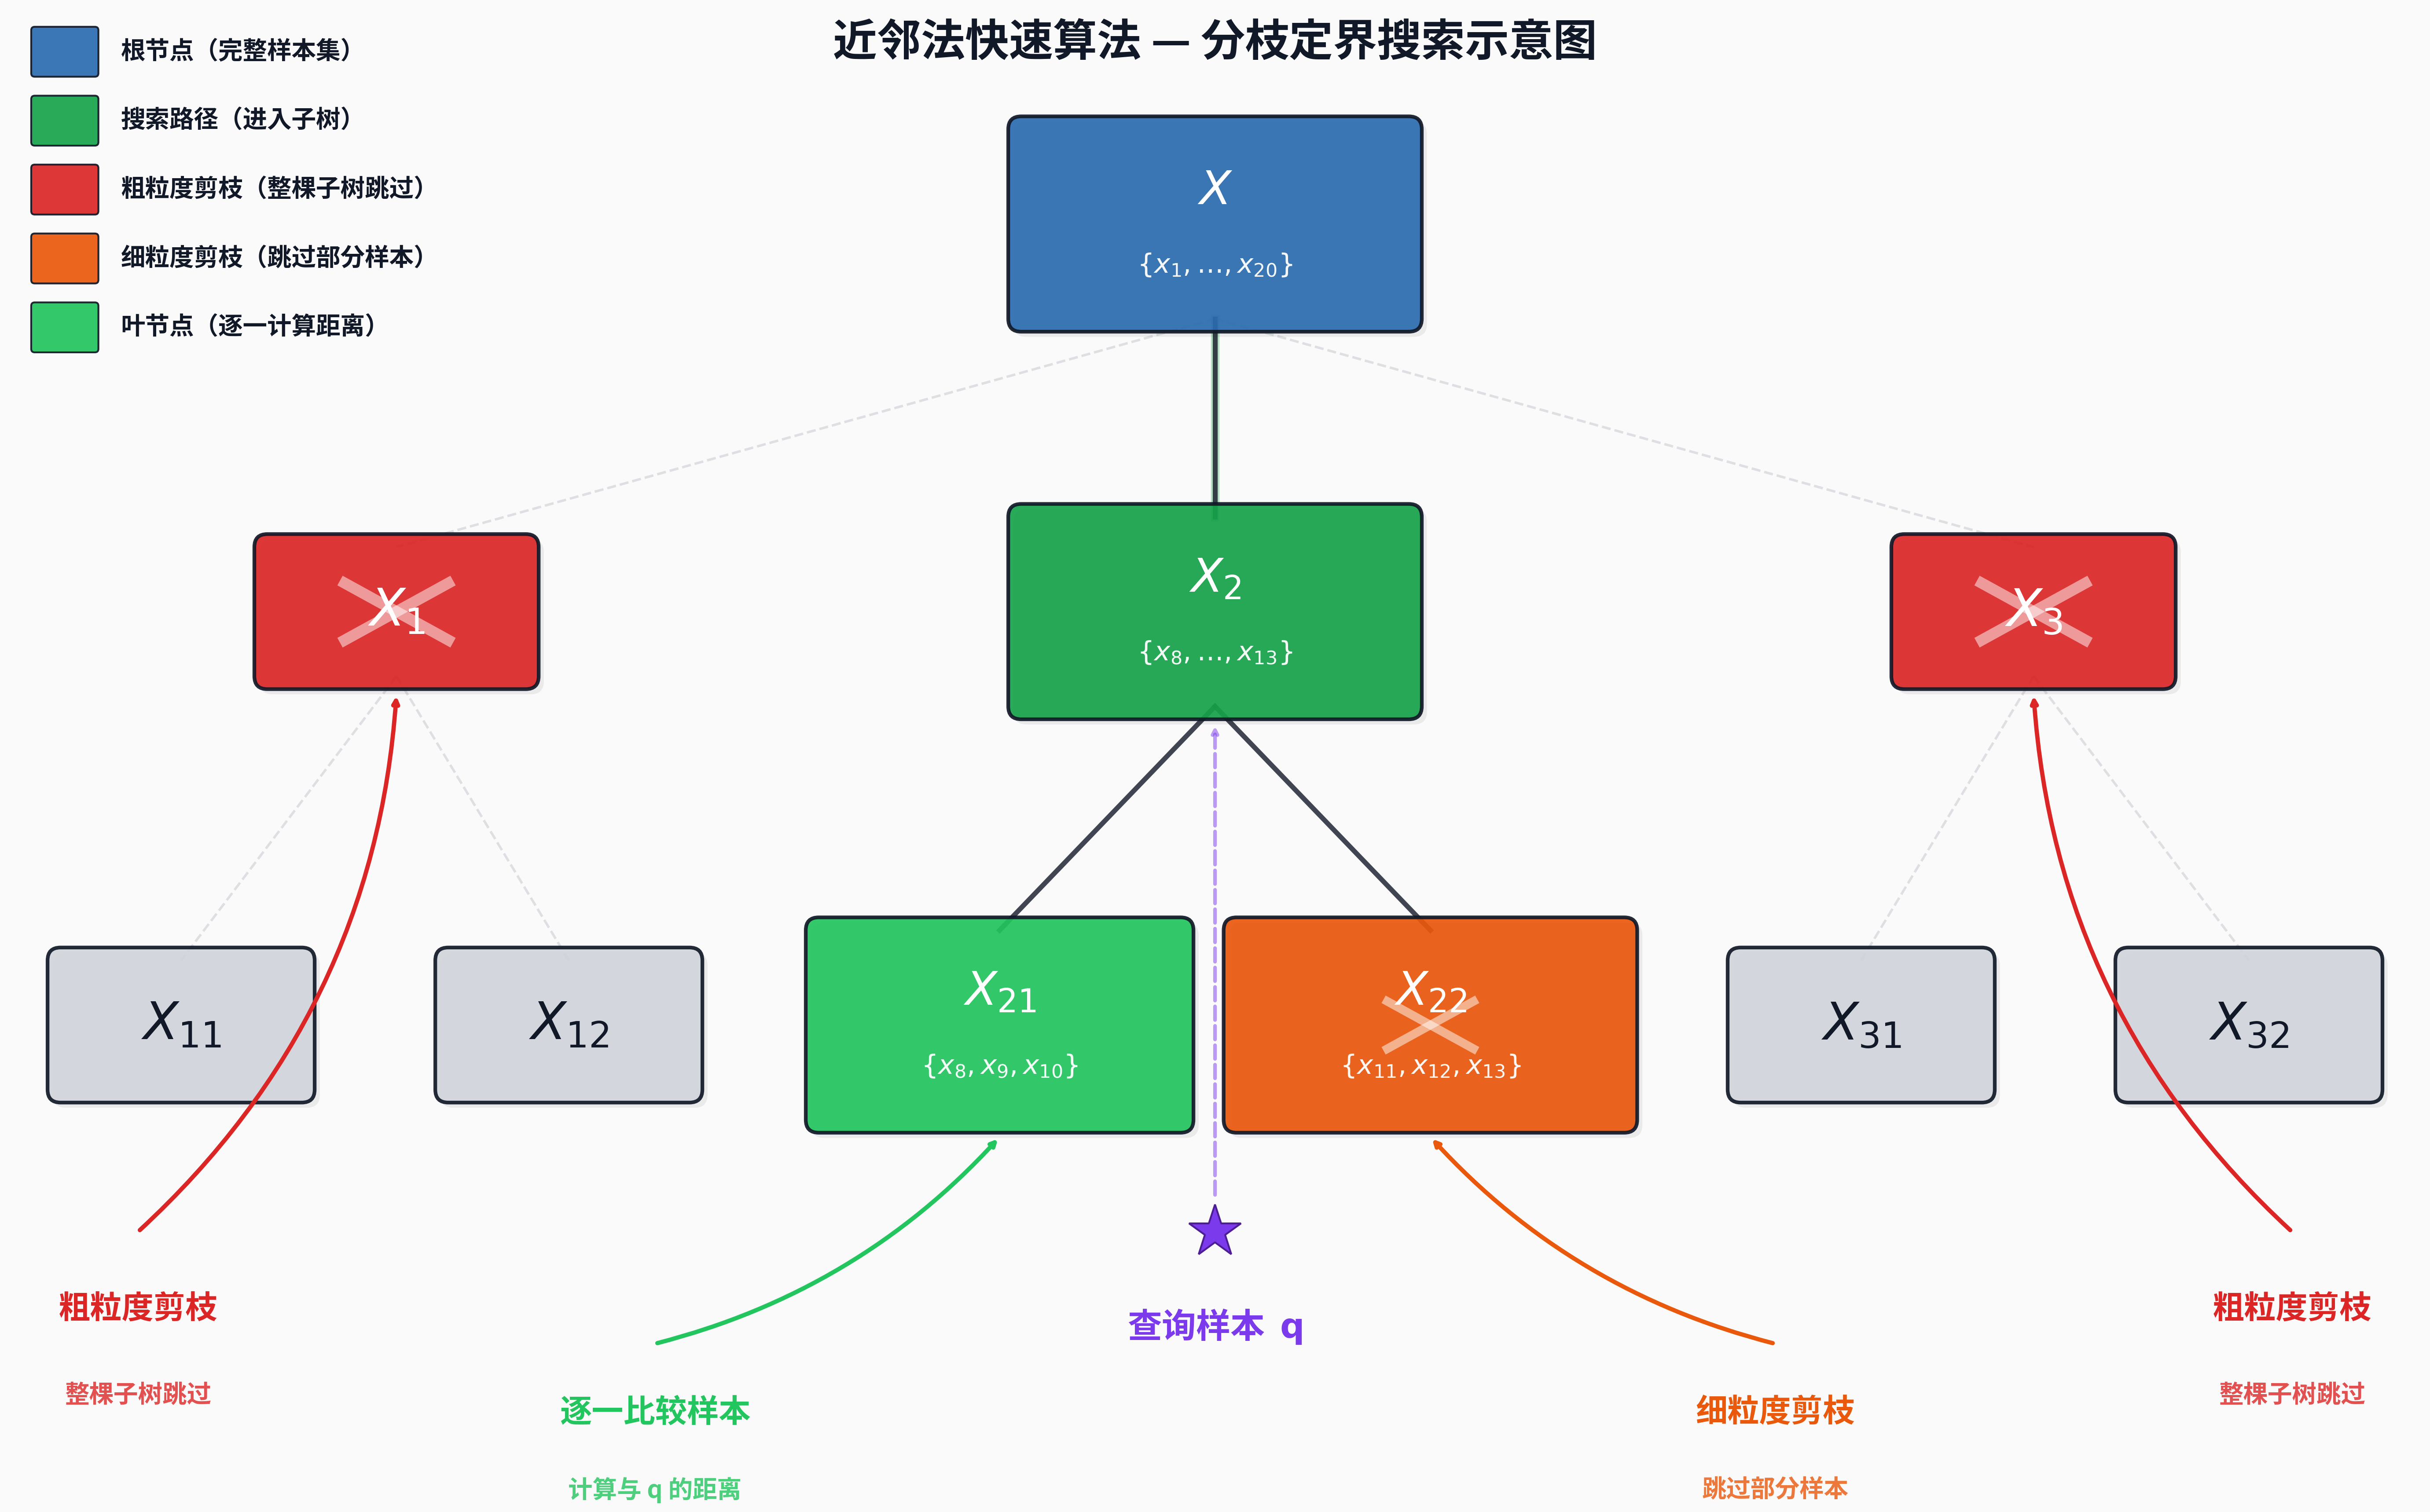 近邻法快速算法 — 分枝定界搜索示意图
根节点（完整样本集）
搜索路径（进入子树）
粗粒度剪枝（整棵子树跳过）
细粒度剪枝（跳过部分样本）
叶节点（逐一计算距离）
X
{x₁,…,x₂₀}
X₁
X₂
{x₈,…,x₁₃}
X₃
X₁₁
X₁₂
X₂₁
{x₈,x₉,x₁₀}
X₂₂
{x₁₁,x₁₂,x₁₃}
X₃₁
X₃₂
粗粒度剪枝
整棵子树跳过
逐一比较样本
计算与 q 的距离
查询样本 q
细粒度剪枝
跳过部分样本
粗粒度剪枝
整棵子树跳过